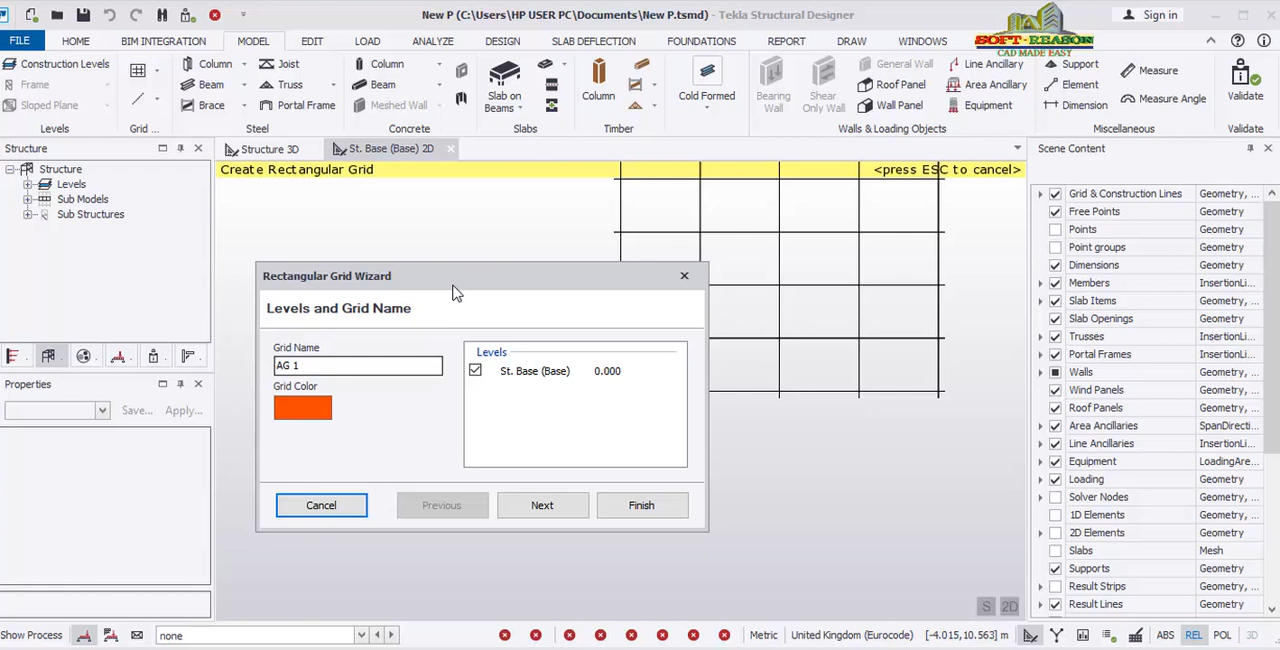 New P (C:/Users/HP USER PC/Documents/New P.tsmd) - Tekla Structural Designer
Sign in
FILE
HOME
BIM INTEGRATION
MODEL
LOAD
ANALYZE
DESIGN
SLAB DETECTION
FOUNDATIONS
REPORT
DRAW
WINDOWS
SOFT-REASON
CAD MADE EASY
Construction Levels
Frame
Sloped Plane
Levels
Grid ...
Column
Beam
Brace
Joist
Truss
Portal Frame
Steel
Column
Beam
Meshed Wall
Concrete
Slab on
Beams
Slabs
Column
Timber
Cold Formed
Bearing
Wall
Shear
Only Wall
General Wall
Roof Panel
Wall Panel
Line Ancillary
Area Ancillary
Equipment
Walls & Loading Objects
Support
Element
Dimension
Measure
Measure Angle
Miscellaneous
Validate
Validate
Structure
Structure 3D
St. Base (Base) 2D
Scene Content
Structure
Levels
Sub Models
Sub Structures
Create Rectangular Grid
<press ESC to cancel>
Rectangular Grid Wizard
Levels and Grid Name
Grid Name
AG 1
Grid Color
Levels
St. Base (Base) 0.000
Cancel
Previous
Next
Finish
Properties
Save...
Apply...
Grid & Construction Lines Geometry, ...
Free Points Geometry
Points Geometry
Point groups Geometry
Dimensions Geometry
Members InsertionLi...
Slab Items Geometry, ...
Slab Openings Geometry
Trusses Geometry, ...
Portal Frames Geometry, ...
Walls Geometry, ...
Wind Panels Geometry, ...
Roof Panels Geometry, ...
Area Ancillaries SpanDirecti...
Line Ancillaries InsertionLi...
Equipment LoadingAre...
Loading Geometry, ...
Solver Nodes Geometry, ...
1D Elements Geometry, ...
2D Elements Geometry, ...
Slabs Mesh
Supports Geometry
Result Strips Geometry, ...
Result Lines Geometry
S
2D
Show Process
none
Metric
United Kingdom (Eurocode)
[-4.015,10.563] m
ABS
REL
POL
3D